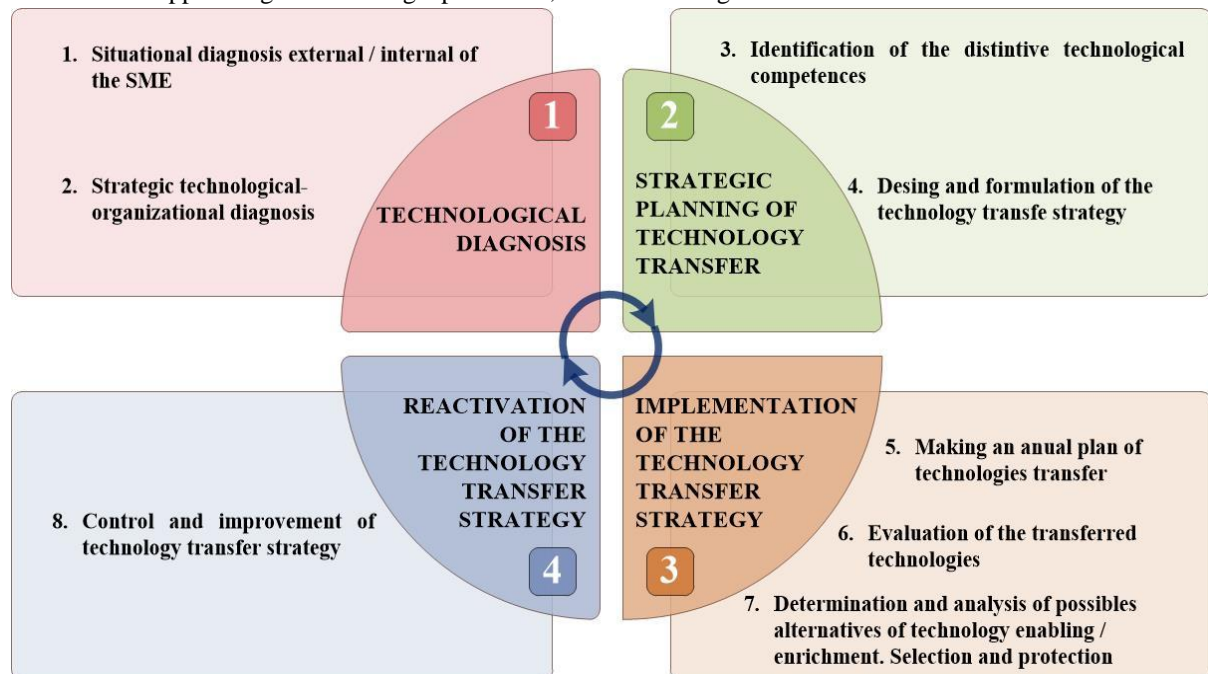 1. Situational diagnosis external / internal of
the SME
2. Strategic technological-
organizational diagnosis
1
TECHNOLOGICAL
DIAGNOSIS
3. Identification of the distintive technological
competences
4. Desing and formulation of the
technology transfe strategy
2
STRATEGIC
PLANNING OF
TECHNOLOGY
TRANSFER
REACTIVATION
OF THE
TECHNOLOGY
TRANSFER
STRATEGY
4
8. Control and improvement of
technology transfer strategy
IMPLEMENTATION
OF THE
TECHNOLOGY
TRANSFER
STRATEGY
3
5. Making an anual plan of
technologies transfer
6. Evaluation of the transferred
technologies
7. Determination and analysis of possibles
alternatives of technology enabling /
enrichment. Selection and protection